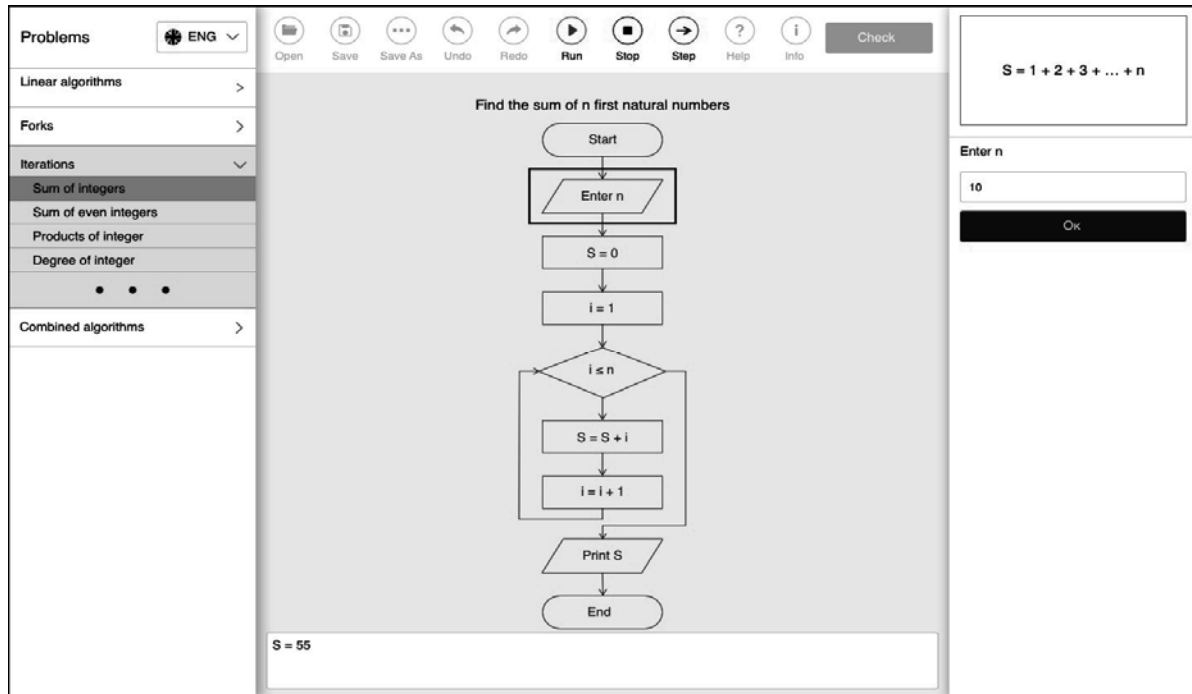 Problems
ENG
Open
Save
Save As
Undo
Redo
Run
Stop
Step
?
Help
i
Info
Check
Linear algorithms
Forks
Iterations
Sum of integers
Sum of even integers
Products of integer
Degree of integer
Combined algorithms
Find the sum of n first natural numbers
Start
Enter n
S = 0
i = 1
i ≤ n
S = S + i
i = i + 1
Print S
End
S = 55
S = 1 + 2 + 3 + ... + n
Enter n
10
Ок